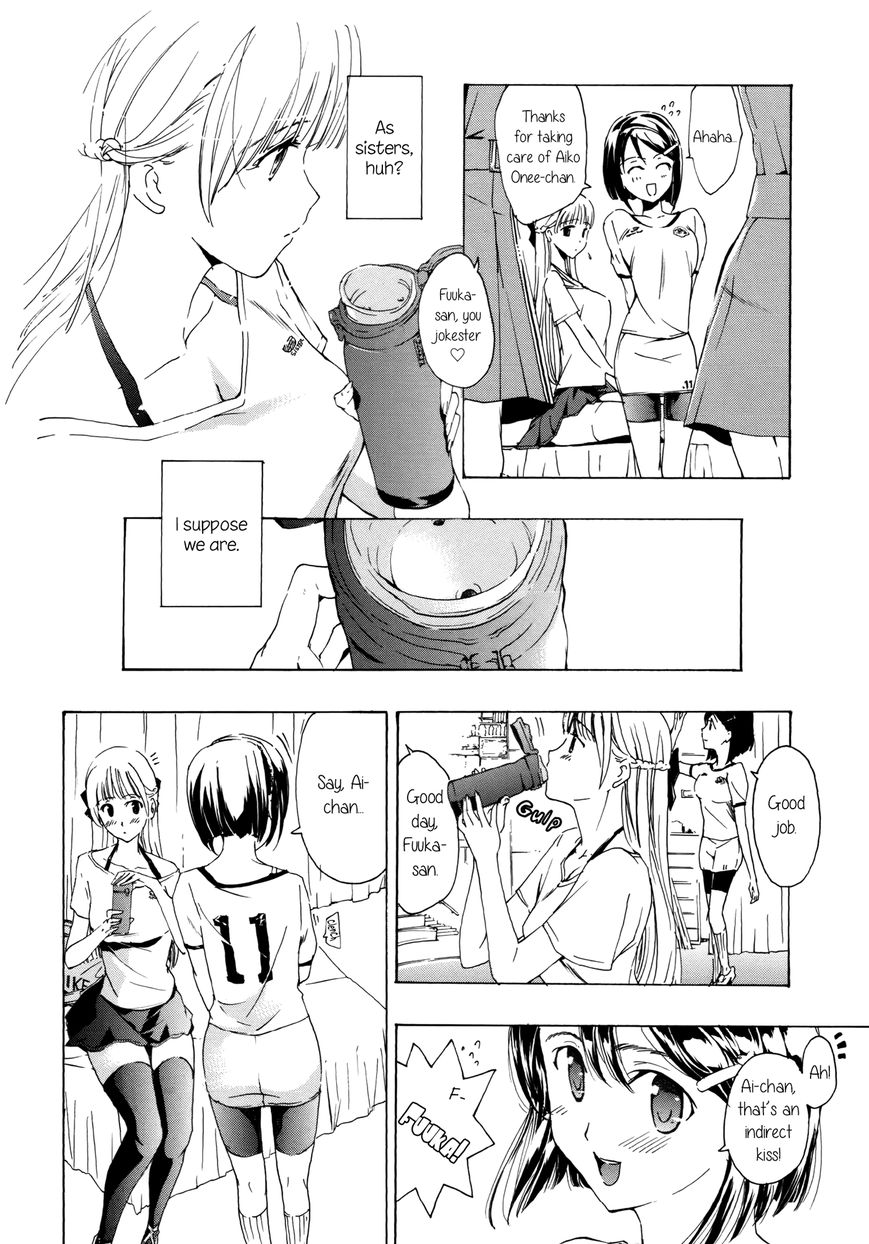 Ahaha...
Thanks
for taking
care of Aiko
Onee-chan.
Fuuka-
san, you
jokester
♡
As
sisters,
huh?
.11
I suppose
we are.
Good
job.
Gulp
Good
day,
Fuuka-
san.
Say, Ai-
chan...
11
Ah!
Ai-chan,
that's an
indirect
kiss!
F-
FUUKA!